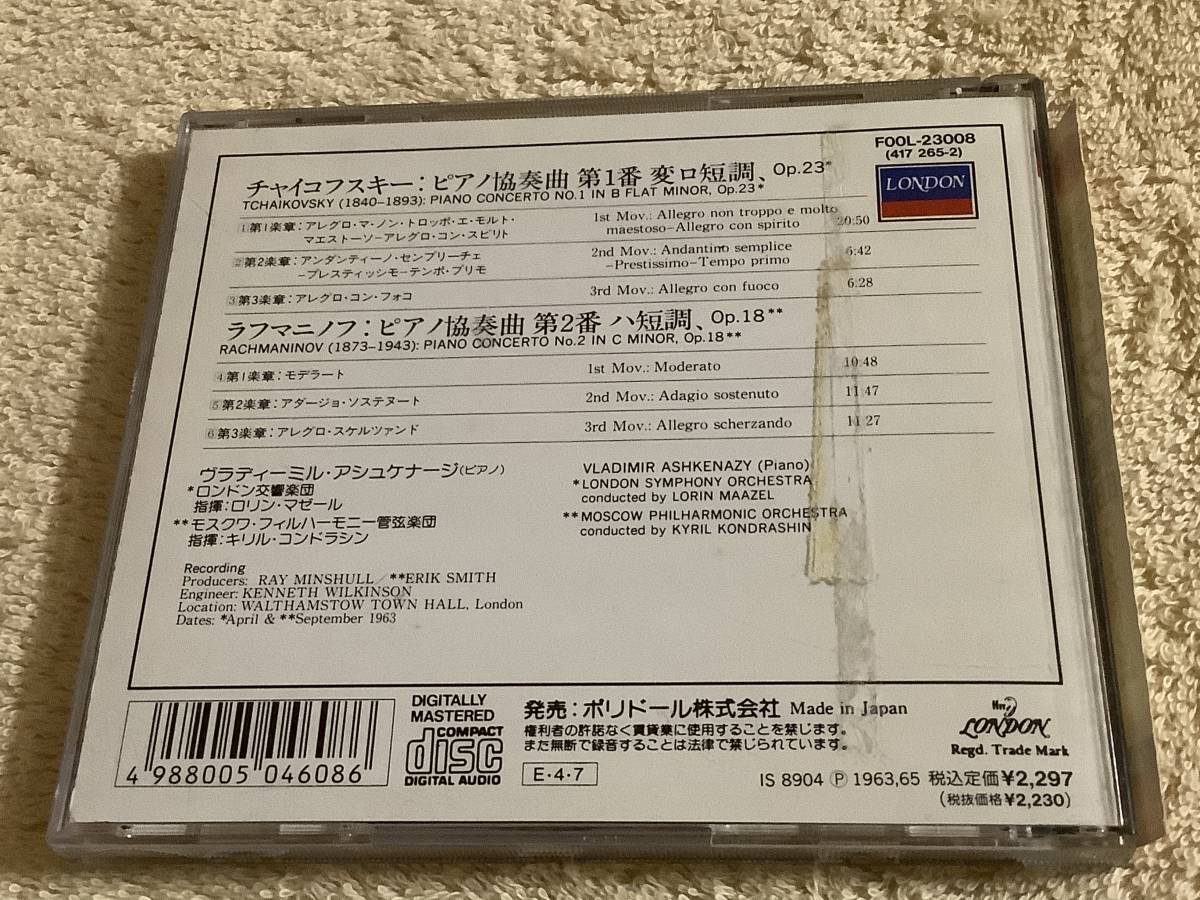 F00L-23008
(417 265-2)
LONDON
チャイコフスキー：ピアノ協奏曲 第1番 変ロ短調、Op.23*
TCHAIKOVSKY (1840–1893): PIANO CONCERTO NO.1 IN B FLAT MINOR, Op.23*
1 第1楽章：アレグロ・マ・ノン・トロッポ・エ・モルト・
マエストーソ−アレグロ・コン・スピリト
1st Mov.: Allegro non troppo e molto
maestoso–Allegro con spirito 20:50
2 第2楽章：アンダンティーノ・センプリーチェ
−プレスティッシモ−テンポ・プリモ
2nd Mov.: Andantino semplice
–Prestissimo–Tempo primo 6:42
3 第3楽章：アレグロ・コン・フォコ 3rd Mov.: Allegro con fuoco 6:28
ラフマニノフ：ピアノ協奏曲 第2番 ハ短調、Op.18**
RACHMANINOV (1873–1943): PIANO CONCERTO No.2 IN C MINOR, Op.18**
4 第1楽章：モデラート 1st Mov.: Moderato 10:48
5 第2楽章：アダージョ・ソステヌート 2nd Mov.: Adagio sostenuto 11:47
6 第3楽章：アレグロ・スケルツァンド 3rd Mov.: Allegro scherzando 11:27
ヴラディーミル・アシュケナージ(ピアノ)
*ロンドン交響楽団
指揮：ロリン・マゼール
**モスクワ・フィルハーモニー管弦楽団
指揮：キリル・コンドラシン
VLADIMIR ASHKENAZY (Piano)
*LONDON SYMPHONY ORCHESTRA
conducted by LORIN MAAZEL
**MOSCOW PHILHARMONIC ORCHESTRA
conducted by KYRIL KONDRASHIN
Recording
Producers: RAY MINSHULL／**ERIK SMITH
Engineer: KENNETH WILKINSON
Location: WALTHAMSTOW TOWN HALL, London
Dates: *April & **September 1963
4 988005 046086
DIGITALLY
MASTERED
COMPACT
disc
DIGITAL AUDIO
発売：ポリドール株式会社 Made in Japan
権利者の許諾なく賃貸業に使用することを禁じます。
また無断で録音することは法律で禁じられています。
E・4・7
LONDON
Regd. Trade Mark
IS 8904 Ⓟ 1963,65 税込定価¥2,297
(税抜価格¥2,230)